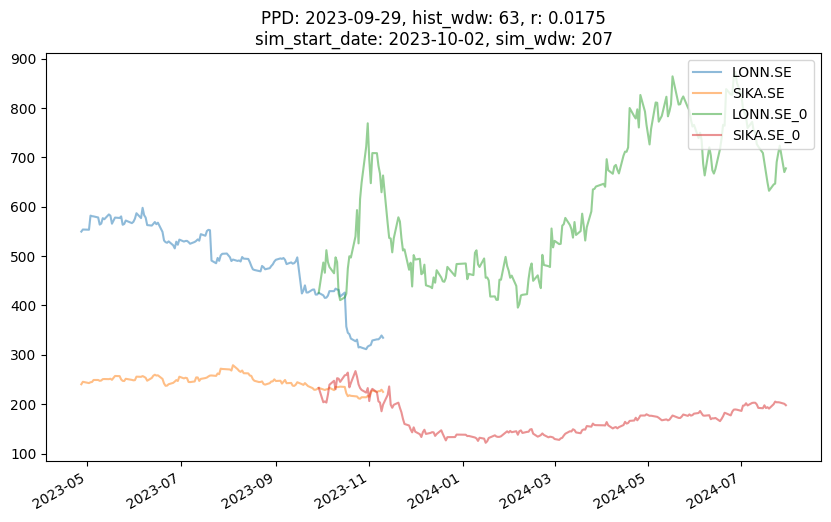 PPD: 2023-09-29, hist_wdw: 63, r: 0.0175
sim_start_date: 2023-10-02, sim_wdw: 207
900
800
700
600
500
400
300
200
100
LONN.SE
SIKA.SE
LONN.SE_0
SIKA.SE_0
2023-05
2023-07
2023-09
2023-11
2024-01
2024-03
2024-05
2024-07